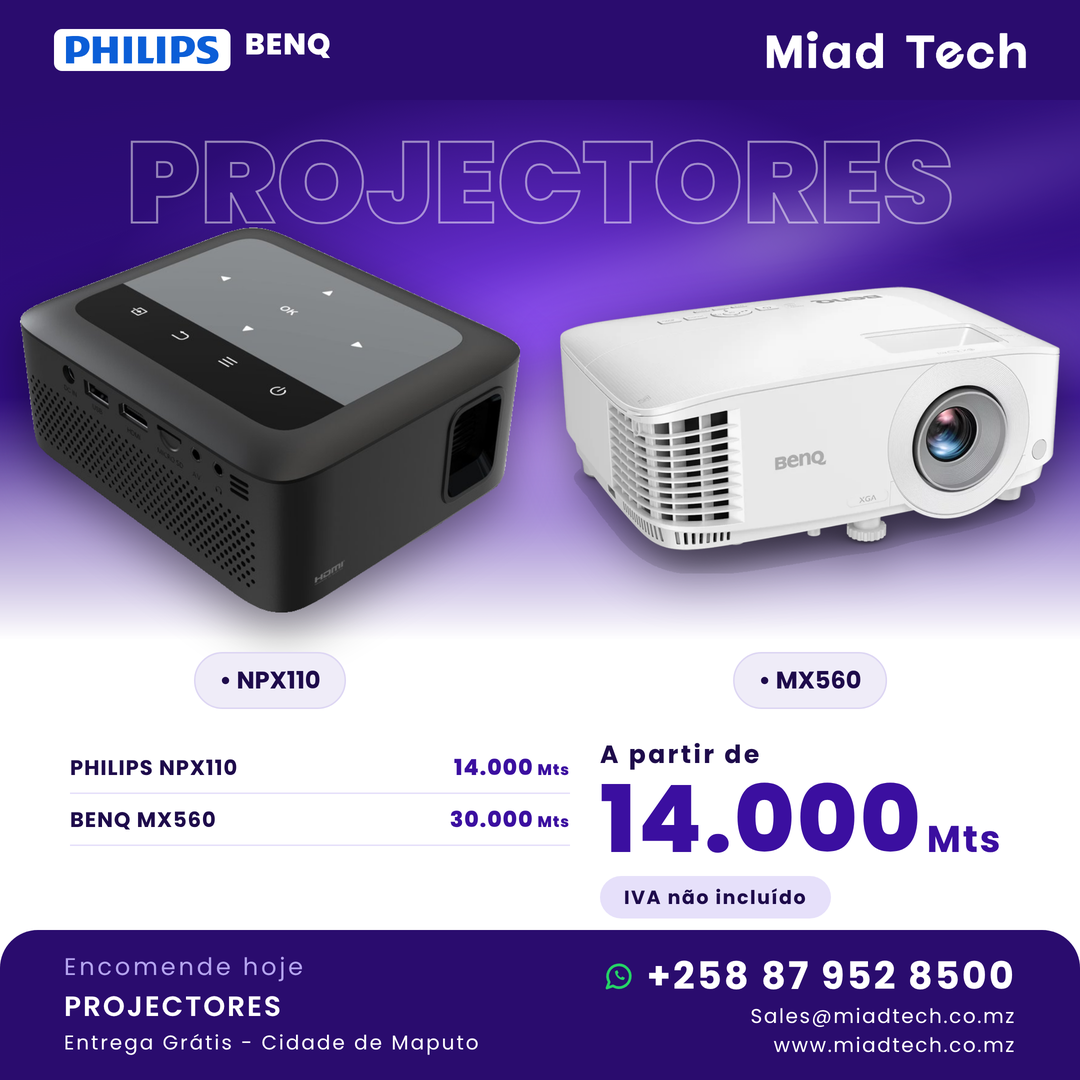 PHILIPS BENQ
Miad Tech
PROJECTORES
OK
HDMI
BenQ
BenQ
XGA
• NPX110
• MX560
PHILIPS NPX110 14.000 Mts
BENQ MX560 30.000 Mts
A partir de
14.000 Mts
IVA não incluído
Encomende hoje
PROJECTORES
Entrega Grátis - Cidade de Maputo
+258 87 952 8500
Sales@miadtech.co.mz
www.miadtech.co.mz